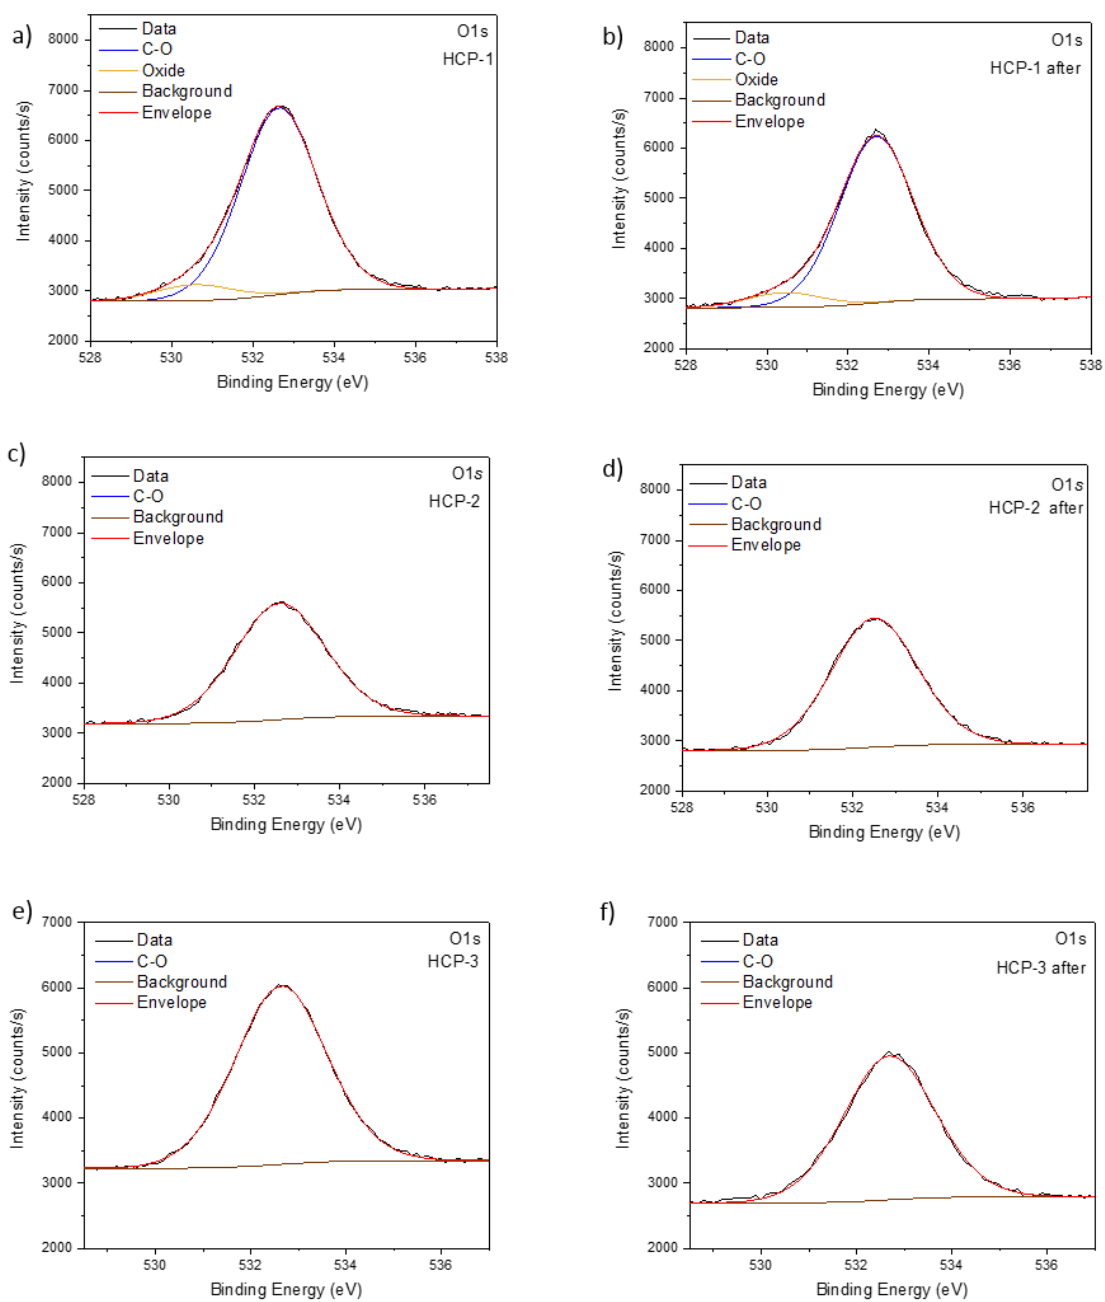 a)
Data
C-O
Oxide
Background
Envelope
O1s
HCP-1
8000
7000
6000
5000
4000
3000
2000
528 530 532 534 536 538
Intensity (counts/s)
Binding Energy (eV)
b)
Data
C-O
Oxide
Background
Envelope
O1s
HCP-1 after
8000
7000
6000
5000
4000
3000
2000
528 530 532 534 536 538
Intensity (counts/s)
Binding Energy (eV)
c)
Data
C-O
Background
Envelope
O1s
HCP-2
8000
7000
6000
5000
4000
3000
2000
528 530 532 534 536
Intensity (counts/s)
Binding Energy (eV)
d)
Data
C-O
Background
Envelope
O1s
HCP-2 after
8000
7000
6000
5000
4000
3000
2000
528 530 532 534 536
Intensity (counts/s)
Binding Energy (eV)
e)
Data
C-O
Background
Envelope
O1s
HCP-3
7000
6000
5000
4000
3000
2000
530 532 534 536
Intensity (counts/s)
Binding Energy (eV)
f)
Data
C-O
Background
Envelope
O1s
HCP-3 after
7000
6000
5000
4000
3000
2000
530 532 534 536
Intensity (counts/s)
Binding Energy (eV)